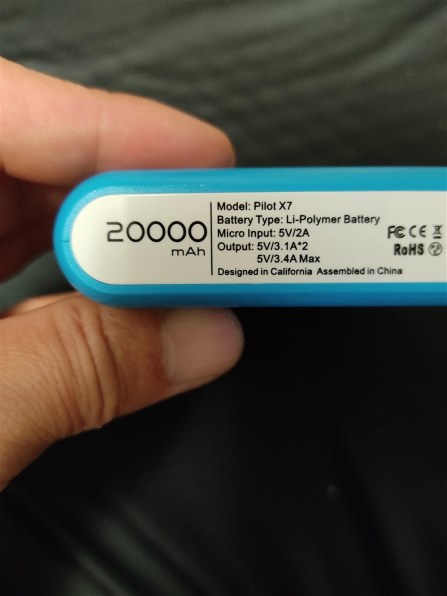 20000
mAh
Model: Pilot X7
Battery Type: Li-Polymer Battery
Micro Input: 5V/2A
Output: 5V/3.1A*2
5V/3.4A Max
Designed in California Assembled in China
FC CE
RoHS